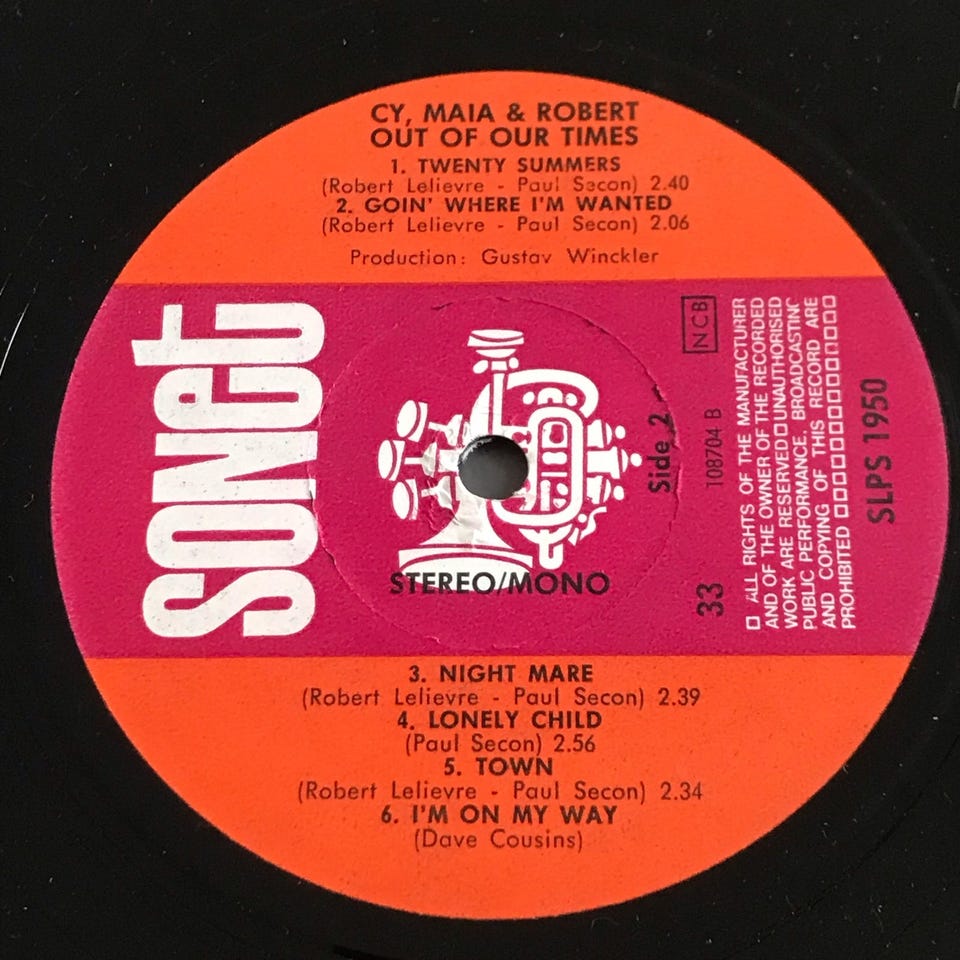 CY, MAIA & ROBERT
OUT OF OUR TIMES
1. TWENTY SUMMERS
(Robert Lelievre - Paul Secon) 2.40
2. GOIN' WHERE I'M WANTED
(Robert Lelievre - Paul Secon) 2.06
Production: Gustav Winckler
SONET
STEREO/MONO
Side 2
NCB
108704 B
33
ALL RIGHTS OF THE MANUFACTURER
AND OF THE OWNER OF THE RECORDED
WORK ARE RESERVED UNAUTHORISED
PUBLIC PERFORMANCE, BROADCASTING
AND COPYING OF THIS RECORD ARE
PROHIBITED
SLPS 1950
3. NIGHT MARE
(Robert Lelievre - Paul Secon) 2.39
4. LONELY CHILD
(Paul Secon) 2.56
5. TOWN
(Robert Lelievre - Paul Secon) 2.34
6. I'M ON MY WAY
(Dave Cousins)